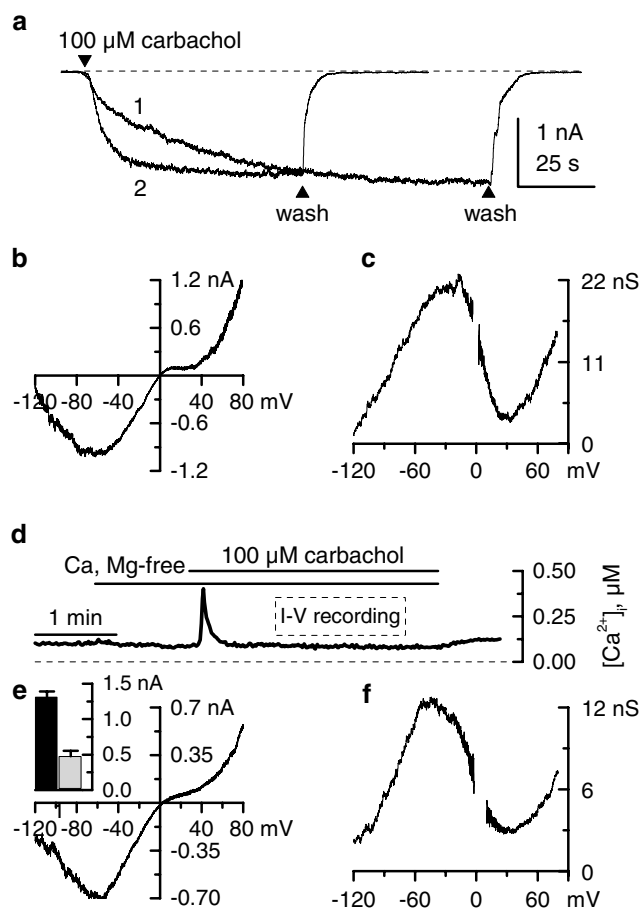 a
100 µM carbachol
1
2
wash
wash
1 nA
25 s
b
1.2 nA
0.6
-120 -80 -40 40 80 mV
-0.6
-1.2
c
22 nS
11
0
-120 -60 0 60 mV
d
100 µM carbachol
Ca, Mg-free
1 min
I-V recording
0.50
0.25
0.00
[Ca2+]i, µM
e
1.5 nA
1.0
0.5
0.0
0.7 nA
0.35
-120 -80 -40 40 80 mV
-0.35
-0.70
f
12 nS
6
0
-120 -60 0 60 mV